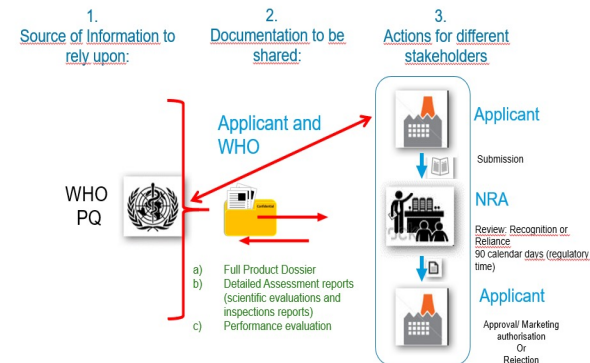 1.
Source of Information to
rely upon:
2.
Documentation to be
shared:
3.
Actions for different
stakeholders
Applicant and
WHO
WHO
PQ
Confidential
a) Full Product Dossier
b) Detailed Assessment reports
(scientific evaluations and
inspections reports)
c) Performance evaluation
Applicant
Submission
NRA
Review: Recognition or
Reliance
90 calendar days (regulatory
time)
Applicant
Approval/ Marketing
authorisation
Or
Rejection